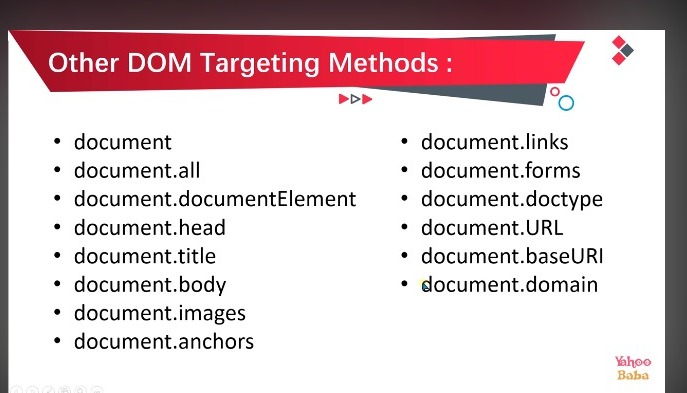 Other DOM Targeting Methods :
• document
• document.all
• document.documentElement
• document.head
• document.title
• document.body
• document.images
• document.anchors
• document.links
• document.forms
• document.doctype
• document.URL
• document.baseURI
• document.domain
Yahoo
Baba